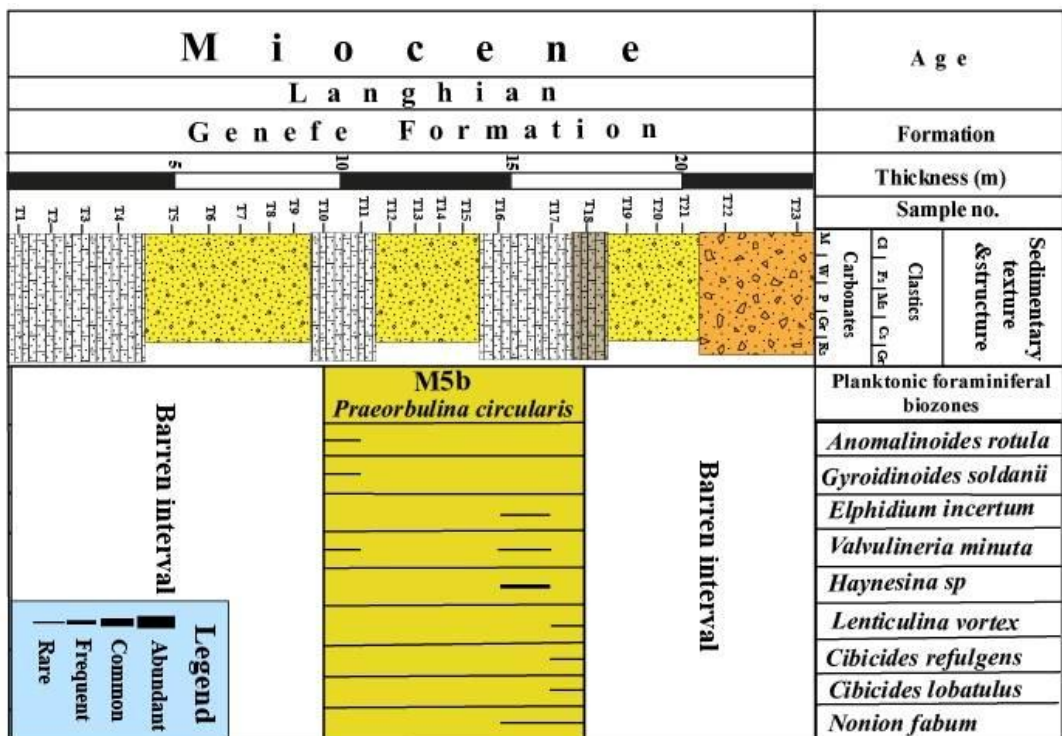 M i o c e n e
A g e
L a n g h i a n
G e n e f e F o r m a t i o n
Formation
5
10
15
20
Thickness (m)
T1 T2 T3 T4 T5 T6 T7 T8 T9 T10 T11 T12 T13 T14 T15 T16 T17 T18 T19 T20 T21 T22 T23
Sample no.
M W P Gr Rs
Carbonates
Cl Fs Ms Cs Gr
Clastics
Sedimentary
texture
&structure
M5b
Praeorbulina circularis
Planktonic foraminiferal
biozones
Barren interval
Barren interval
Anomalinoides rotula
Gyroidinoides soldanii
Elphidium incertum
Valvulineria minuta
Haynesina sp
Lenticulina vortex
Cibicides refulgens
Cibicides lobatulus
Nonion fabum
Legend
Abundant
Common
Frequent
Rare